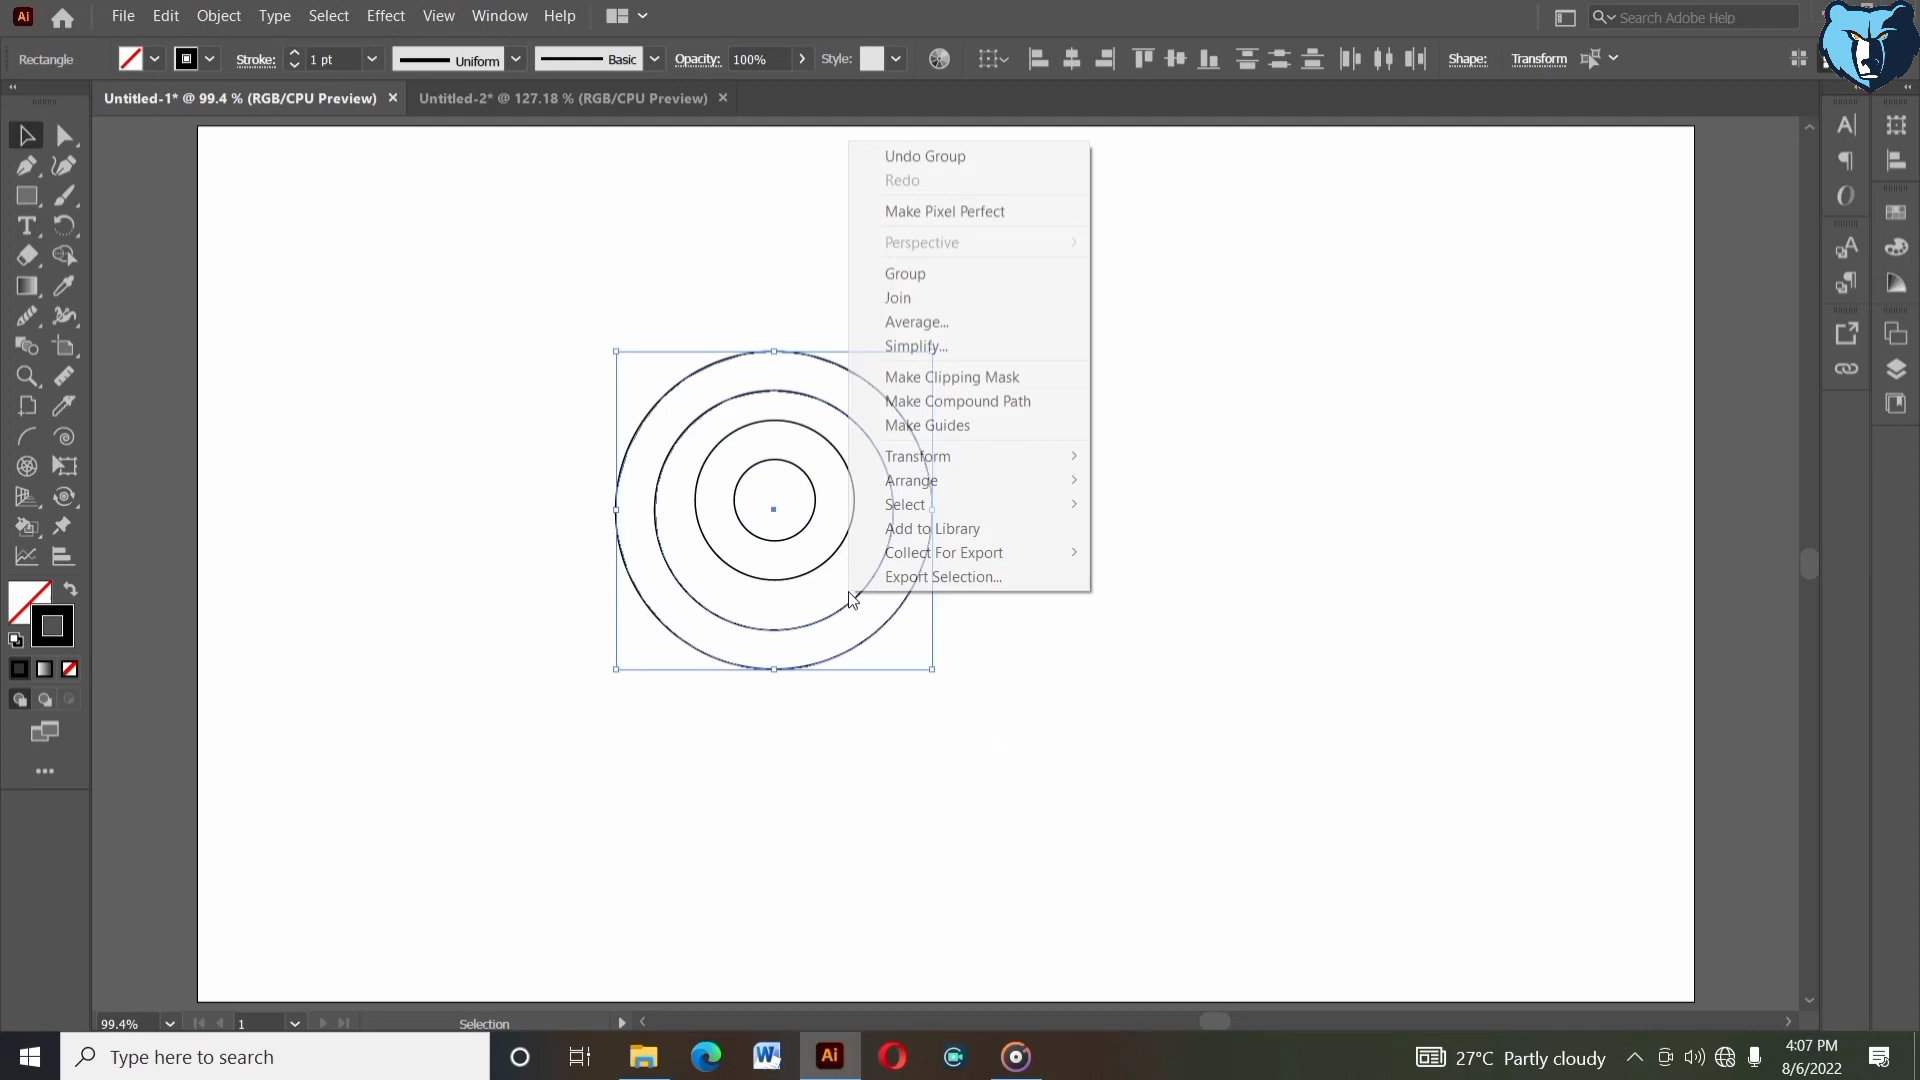 Ai File Edit Object Type Select Effect View Window Help Search Adobe Help
Rectangle Stroke: 1 pt Uniform Basic Opacity: 100% Style: Shape: Transform
Untitled-1* @ 99.4 % (RGB/CPU Preview) × Untitled-2* @ 127.18 % (RGB/CPU Preview) ×
Undo Group
Redo
Make Pixel Perfect
Perspective
Group
Join
Average...
Simplify...
Make Clipping Mask
Make Compound Path
Make Guides
Transform
Arrange
Select
Add to Library
Collect For Export
Export Selection...
99.4% 1 Selection
Type here to search W Ai 27°C Partly cloudy 4:07 PM
8/6/2022